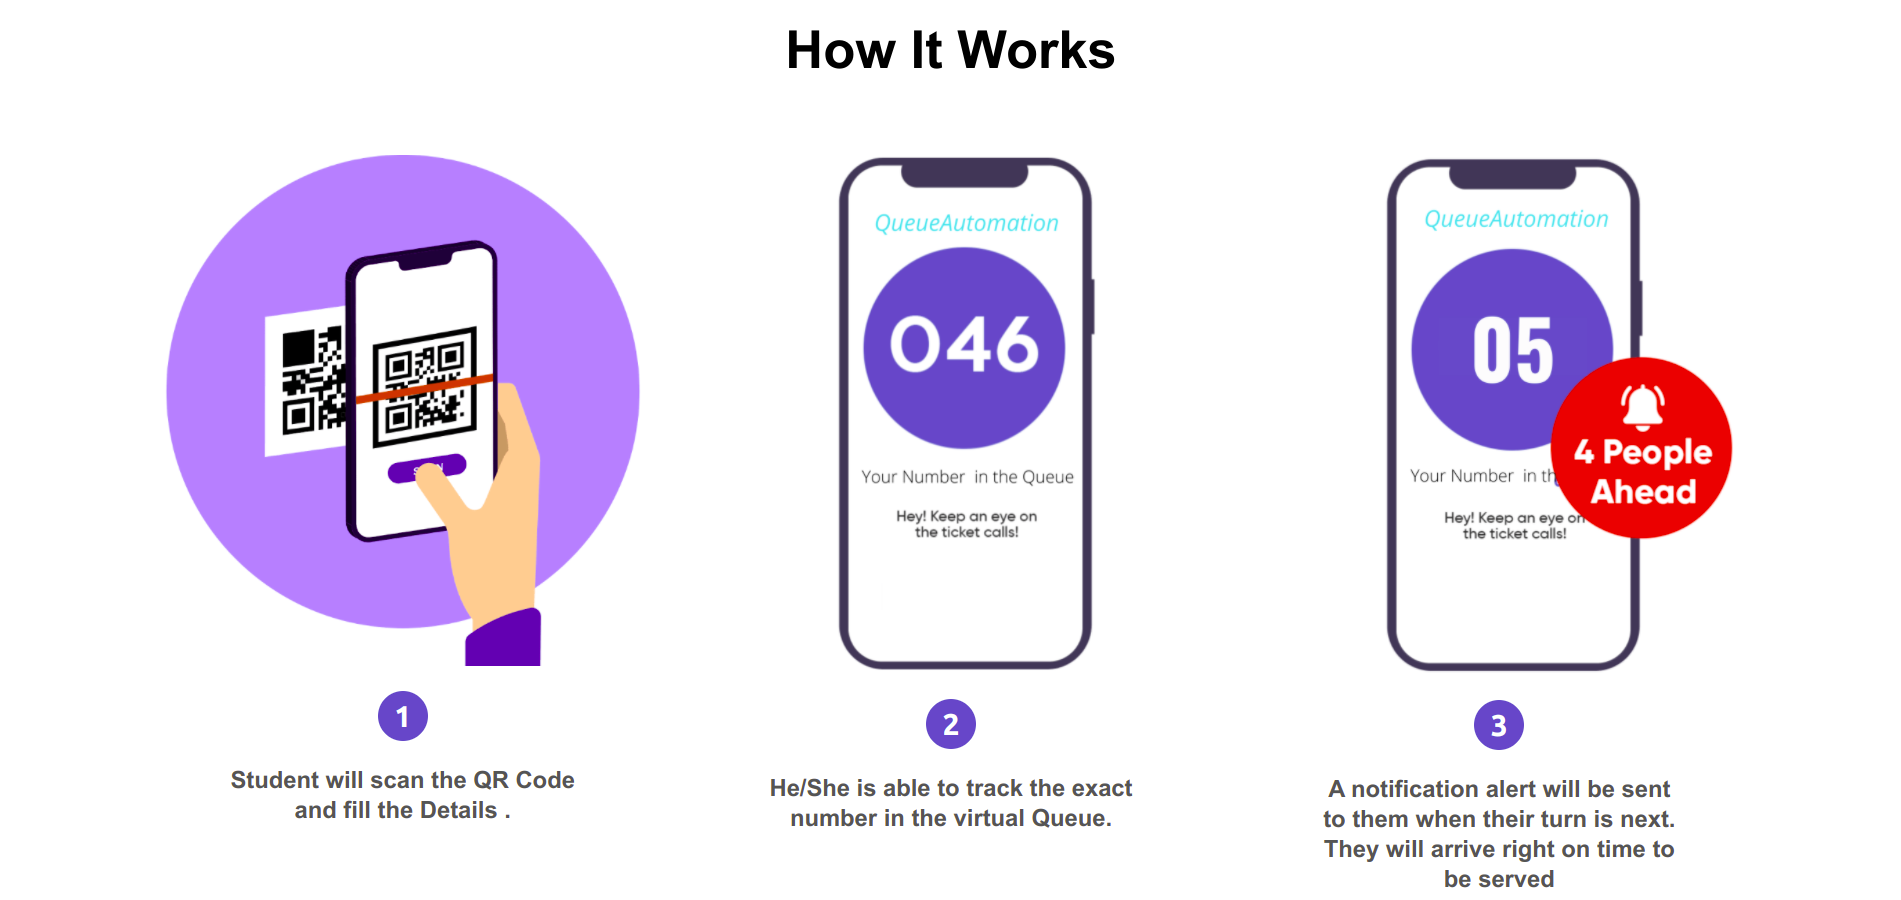 How It Works
QueueAutomation
046
Your Number in the Queue
Hey! Keep an eye on
the ticket calls!
QueueAutomation
05
4 People
Ahead
Your Number in
Hey! Keep an eye on
the ticket calls!
1
Student will scan the QR Code
and fill the Details .
2
He/She is able to track the exact
number in the virtual Queue.
3
A notification alert will be sent
to them when their turn is next.
They will arrive right on time to
be served